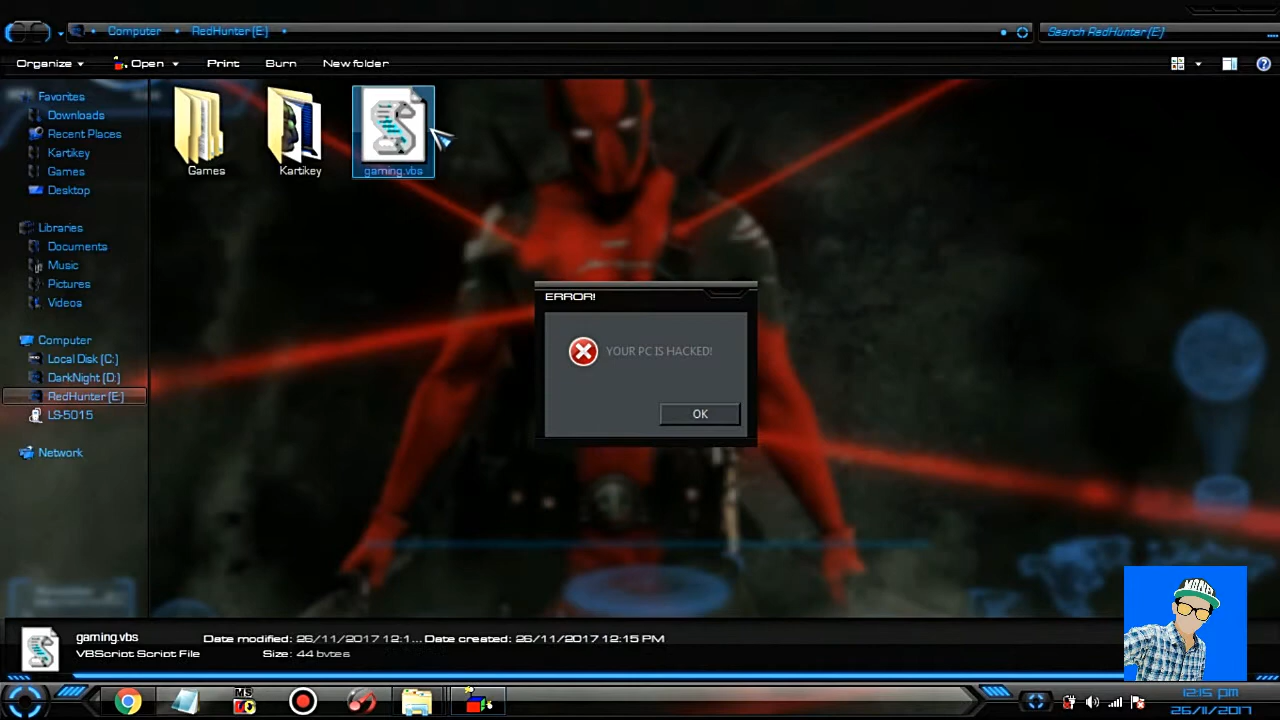 Computer
RedHunter (E:)
Search RedHunter (E:)
Organize
Open
Print
Burn
New folder
Favorites
Downloads
Recent Places
Kartikey
Games
Desktop
Libraries
Documents
Music
Pictures
Videos
Computer
Local Disk (C:)
DarkNight (D:)
RedHunter (E:)
LS-5015
Network
Games
Kartikey
gaming.vbs
ERROR!
YOUR PC IS HACKED!
OK
gaming.vbs
Date modified: 26/11/2017 12:1...
Date created: 26/11/2017 12:15 PM
VBScript Script File
Size: 44 bytes
MS
12:15 pm
26/11/2017